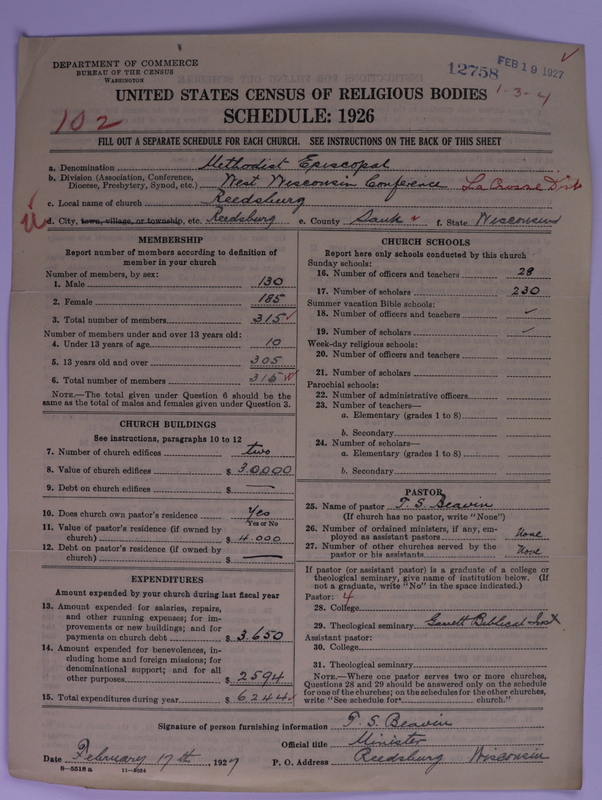 DEPARTMENT OF COMMERCE
BUREAU OF THE CENSUS
WASHINGTON
12758 FEB 19 1927
1-3-4
UNITED STATES CENSUS OF RELIGIOUS BODIES
SCHEDULE: 1926
102
FILL OUT A SEPARATE SCHEDULE FOR EACH CHURCH. SEE INSTRUCTIONS ON THE BACK OF THIS SHEET
a. Denomination Methodist Episcopal
b. Division (Association, Conference, Diocese, Presbytery, Synod, etc.) West Wisconsin Conference La Crosse Dist
c. Local name of church Reedsburg
d. City, town, village, or township, etc. Reedsburg e. County Sauk f. State Wisconsin
MEMBERSHIP
Report number of members according to definition of
member in your church
Number of members, by sex:
1. Male 130
2. Female 185
3. Total number of members 315 ✓
Number of members under and over 13 years old:
4. Under 13 years of age 10
5. 13 years old and over 305
6. Total number of members 315 ✓
NOTE.—The total given under Question 6 should be the
same as the total of males and females given under Question 3.
CHURCH BUILDINGS
See instructions, paragraphs 10 to 12
7. Number of church edifices two
8. Value of church edifices $ 30000
9. Debt on church edifices $ —
10. Does church own pastor's residence Yes
Yes or No
11. Value of pastor's residence (if owned by
church) $ 4.000
12. Debt on pastor's residence (if owned by
church) $ —
EXPENDITURES
Amount expended by your church during last fiscal year
13. Amount expended for salaries, repairs,
and other running expenses; for im-
provements or new buildings; and for
payments on church debt $ 3.650
14. Amount expended for benevolences, in-
cluding home and foreign missions; for
denominational support; and for all
other purposes $ 2594
15. Total expenditures during year $ 6244 ✓
CHURCH SCHOOLS
Report here only schools conducted by this church
Sunday schools:
16. Number of officers and teachers 28
17. Number of scholars 230
Summer vacation Bible schools:
18. Number of officers and teachers ✓
19. Number of scholars ✓
Week-day religious schools:
20. Number of officers and teachers
21. Number of scholars
Parochial schools:
22. Number of administrative officers
23. Number of teachers—
a. Elementary (grades 1 to 8)
b. Secondary
24. Number of scholars—
a. Elementary (grades 1 to 8)
b. Secondary
PASTOR
25. Name of pastor T. S. Beavin
(If church has no pastor, write "None")
26. Number of ordained ministers, if any, em-
ployed as assistant pastors None
27. Number of other churches served by the
pastor or his assistants None
If pastor (or assistant pastor) is a graduate of a college or
theological seminary, give name of institution below. (If
not a graduate, write "No" in the space indicated.)
Pastor: 4
28. College
29. Theological seminary Garrett Biblical Inst
Assistant pastor:
30. College
31. Theological seminary
NOTE.—Where one pastor serves two or more churches,
Questions 28 and 29 should be answered only on the schedule
for one of the churches; on the schedules for the other churches,
write "See schedule for church."
Signature of person furnishing information T. S. Beavin
Official title Minister
Date February 17th 1927 P. O. Address Reedsburg Wisconsin
8—5518 a 11—9084